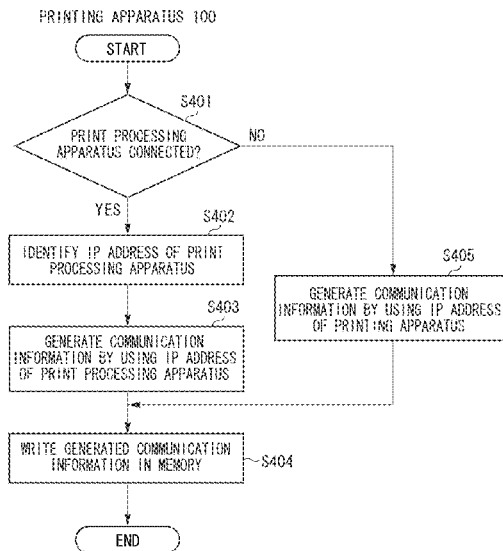 PRINTING APPARATUS 100
START
S401
PRINT PROCESSING
APPARATUS CONNECTED?
NO
YES
S402
IDENTIFY IP ADDRESS OF PRINT
PROCESSING APPARATUS
S403
GENERATE COMMUNICATION
INFORMATION BY USING IP ADDRESS
OF PRINT PROCESSING APPARATUS
S405
GENERATE COMMUNICATION
INFORMATION BY USING IP ADDRESS
OF PRINTING APPARATUS
WRITE GENERATED COMMUNICATION
INFORMATION IN MEMORY
S404
END